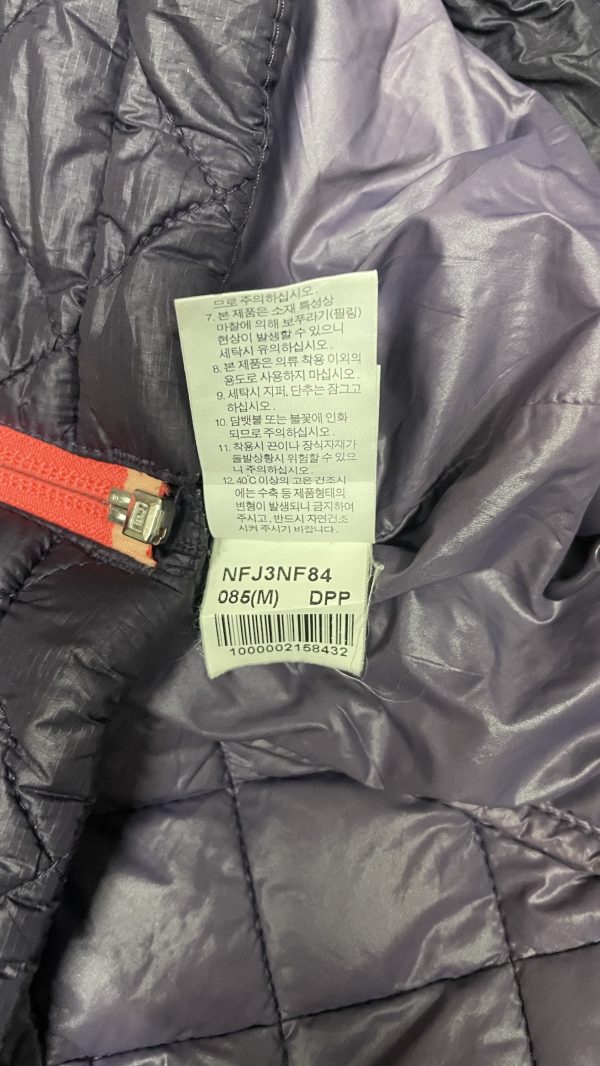 므로 주의하십시오.
7. 본 제품은 소재 특성상
마찰에 의해 보푸라기(필링)
현상이 발생할 수 있으니
세탁시 유의하십시오.
8. 본 제품은 의류 착용 이외의
용도로 사용하지 마십시오.
9. 세탁시 지퍼, 단추는 잠그고
하십시오.
10. 담뱃불 또는 불꽃에 인화
되므로 주의하십시오.
11. 착용시 끈이나 장식자재가
돌발상황시 위험할 수 있으
니 주의하십시오.
12. 40℃ 이상의 고온 건조시
에는 수축 등 제품형태의
변형이 발생되니 금지하여
주시고, 반드시 자연건조
시켜 주시기 바랍니다.
NFJ3NF84
085(M) DPP
1000002158432